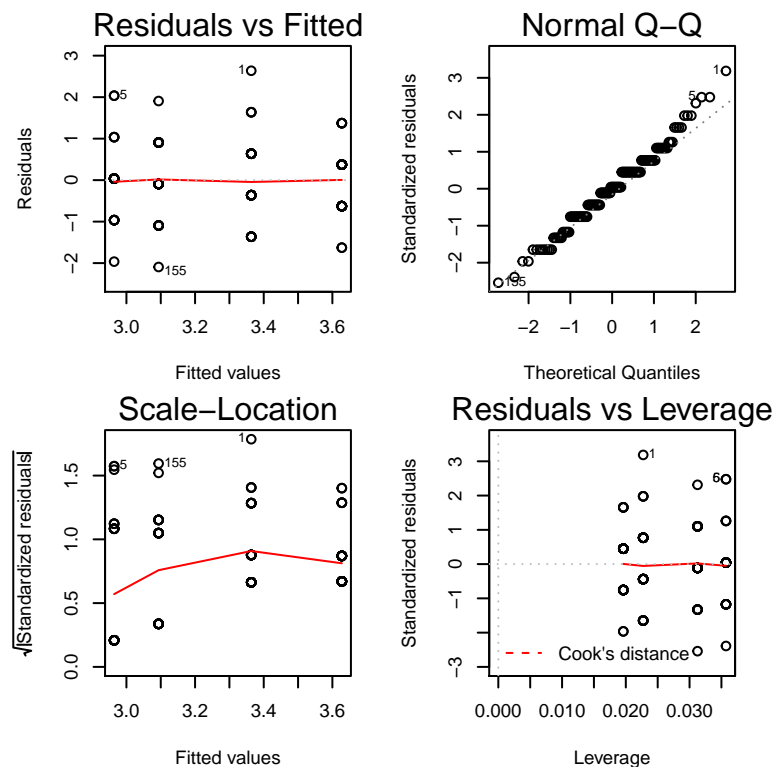 Residuals vs Fitted
Residuals
3
2
1
0
−1
−2
1
5
155
3.0 3.2 3.4 3.6
Fitted values
Normal Q−Q
Standardized residuals
3
2
1
0
−1
−2
1
5
−2 −1 0 1 2
Theoretical Quantiles
Scale−Location
√|Standardized residuals|
1.5
1.0
0.5
0.0
1
5
155
3.0 3.2 3.4 3.6
Fitted values
Residuals vs Leverage
Standardized residuals
3
2
1
0
−1
−3
1
6
Cook's distance
0.000 0.010 0.020 0.030
Leverage